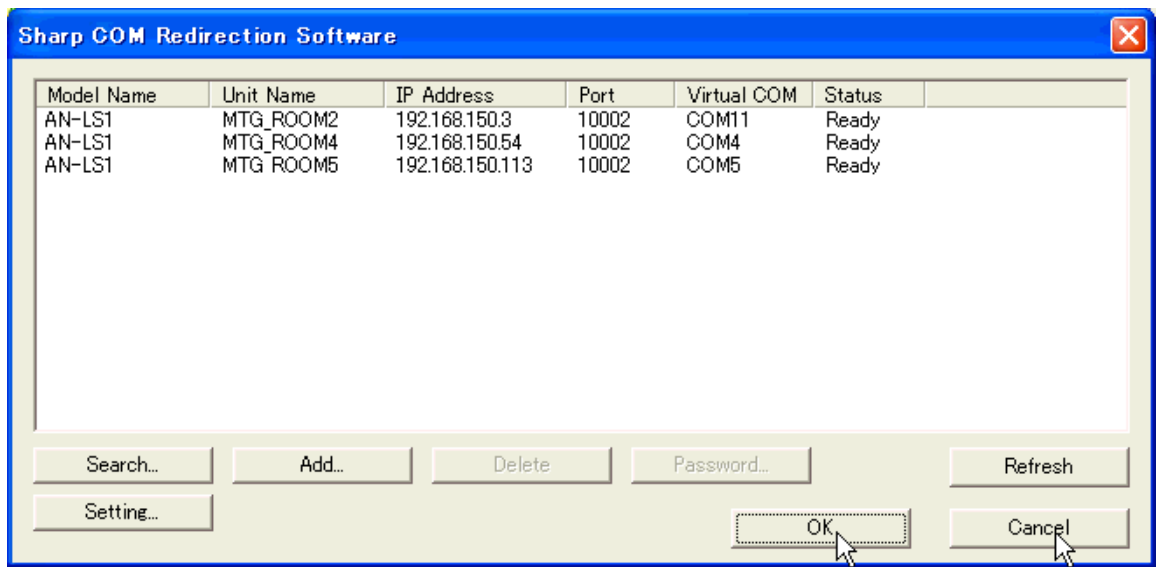 Sharp COM Redirection Software
Model Name Unit Name IP Address Port Virtual COM Status
AN-LS1 MTG_ROOM2 192.168.150.3 10002 COM11 Ready
AN-LS1 MTG_ROOM4 192.168.150.54 10002 COM4 Ready
AN-LS1 MTG ROOM5 192.168.150.113 10002 COM5 Ready
Search... Add... Delete Password... Refresh
Setting... OK Cancel